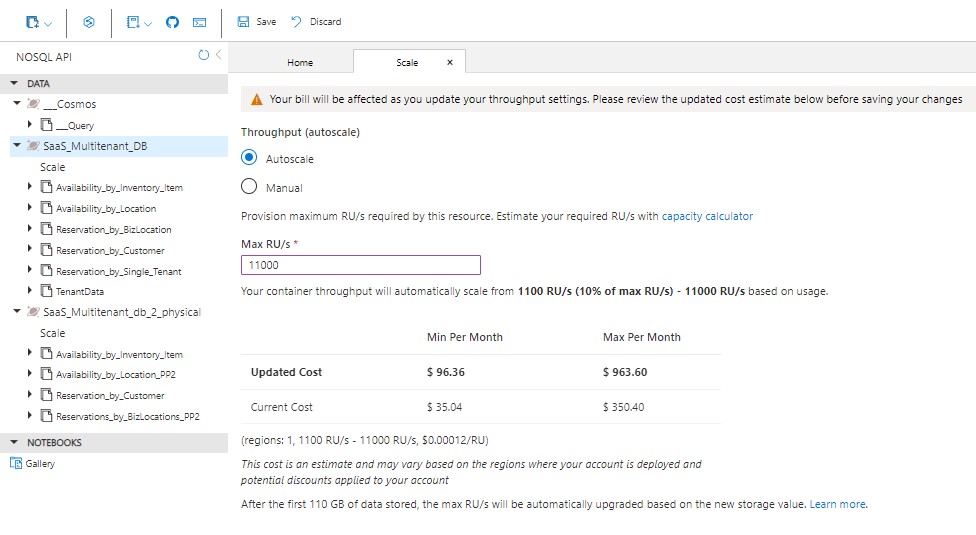 Save
Discard
NOSQL API
Home
Scale
DATA
___Cosmos
___Query
SaaS_Multitenant_DB
Scale
Availability_by_Inventory_Item
Availability_by_Location
Reservation_by_BizLocation
Reservation_by_Customer
Reservation_by_Single_Tenant
TenantData
SaaS_Multitenant_db_2_physical
Scale
Availability_by_Inventory_Item
Availability_by_Location_PP2
Reservation_by_Customer
Reservations_by_BizLocations_PP2
NOTEBOOKS
Gallery
Your bill will be affected as you update your throughput settings. Please review the updated cost estimate below before saving your changes
Throughput (autoscale)
Autoscale
Manual
Provision maximum RU/s required by this resource. Estimate your required RU/s with capacity calculator
Max RU/s *
11000
Your container throughput will automatically scale from 1100 RU/s (10% of max RU/s) - 11000 RU/s based on usage.
Min Per Month Max Per Month
Updated Cost $ 96.36 $ 963.60
Current Cost $ 35.04 $ 350.40
(regions: 1, 1100 RU/s - 11000 RU/s, $0.00012/RU)
This cost is an estimate and may vary based on the regions where your account is deployed and
potential discounts applied to your account
After the first 110 GB of data stored, the max RU/s will be automatically upgraded based on the new storage value. Learn more.